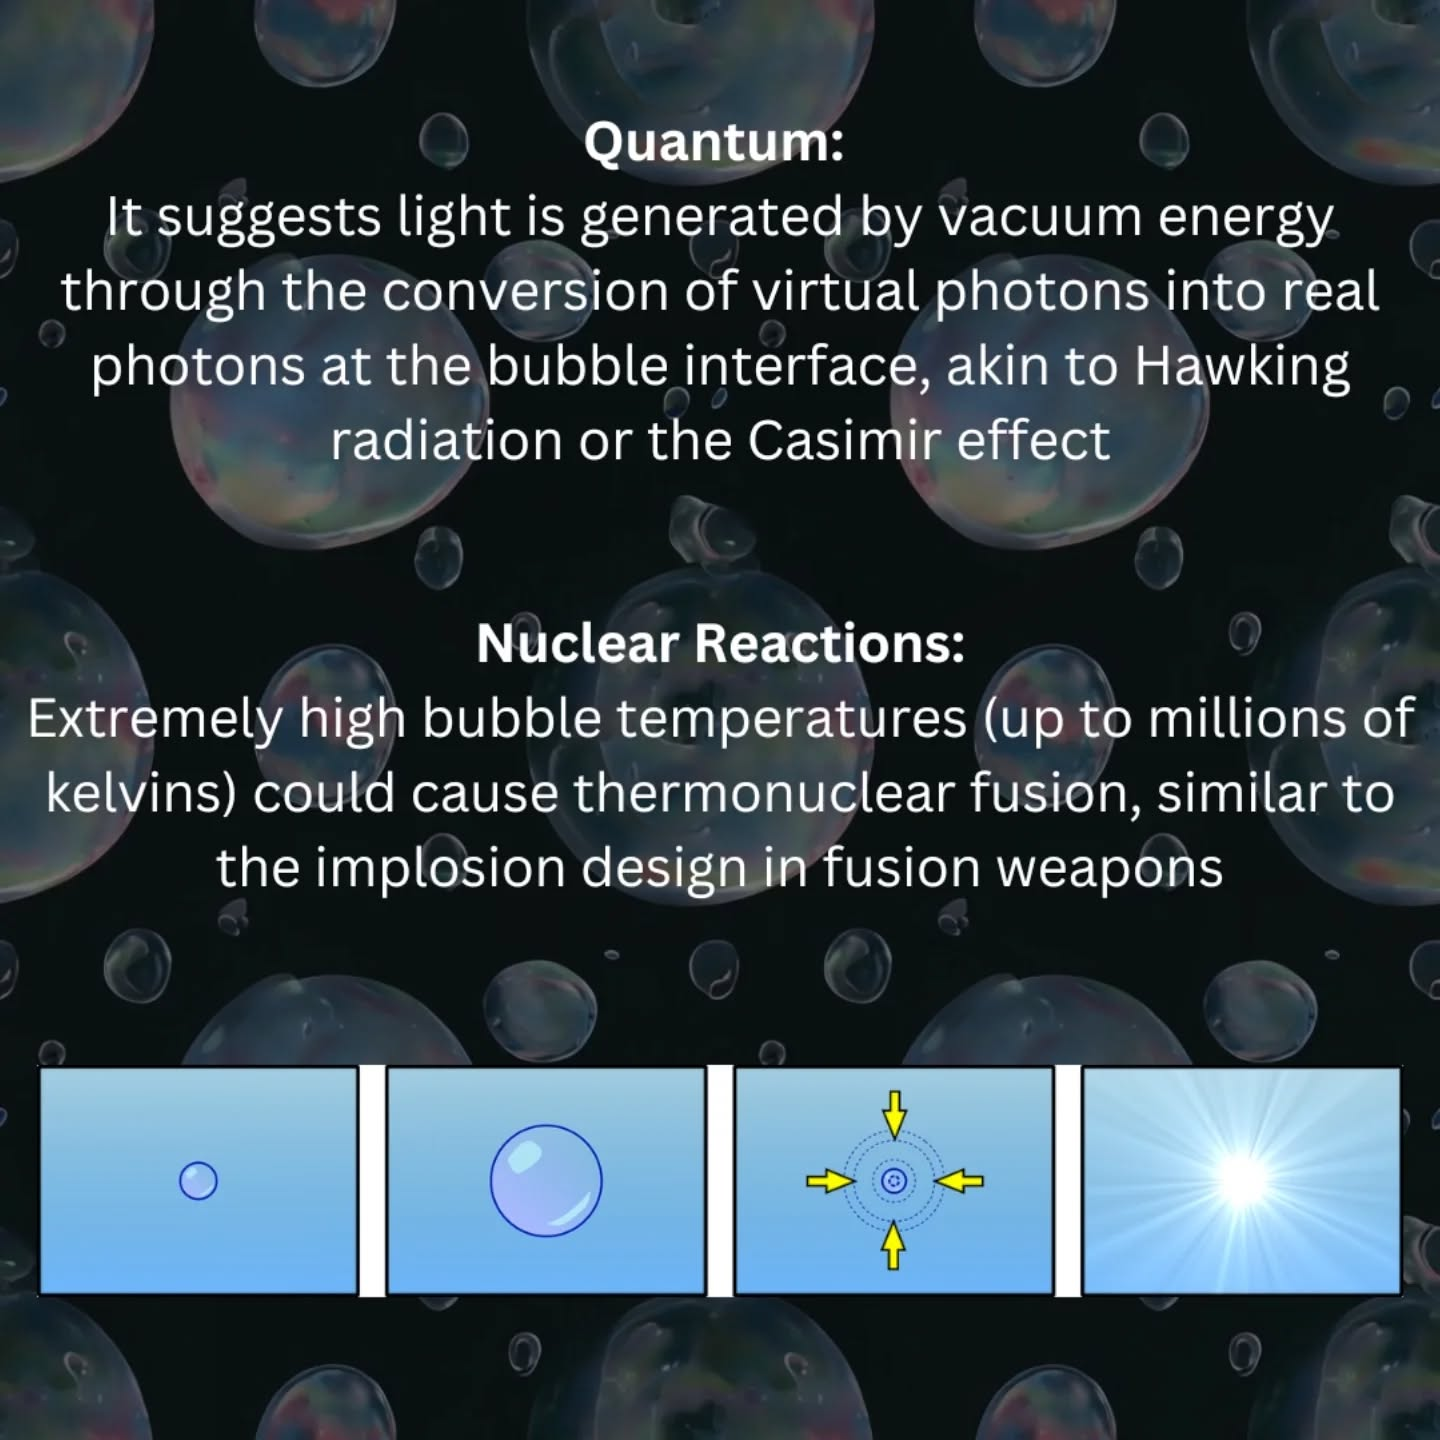 Quantum:
It suggests light is generated by vacuum energy
through the conversion of virtual photons into real
photons at the bubble interface, akin to Hawking
radiation or the Casimir effect
Nuclear Reactions:
Extremely high bubble temperatures (up to millions of
kelvins) could cause thermonuclear fusion, similar to
the implosion design in fusion weapons